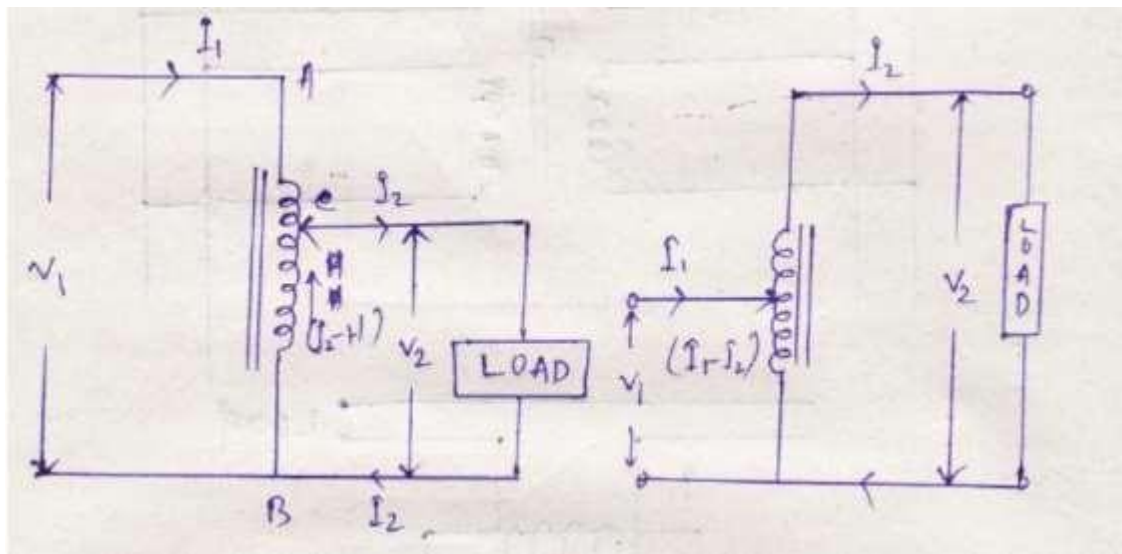 I₁
A
V₁
e
I₂
(I₂-I1)
V₂
LOAD
B
I₂
I₂
I₁
(I₁-I₂)
V₁
V₂
LOAD